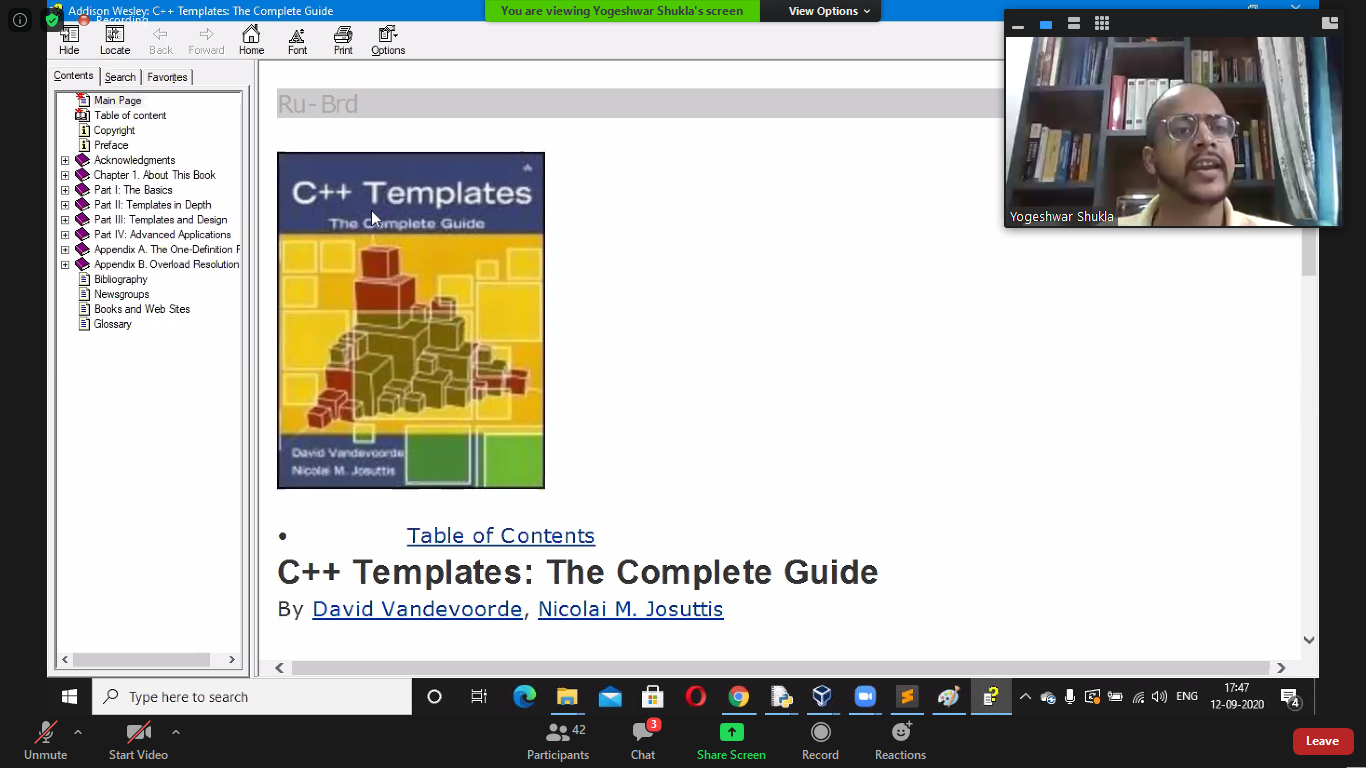 Addison Wesley: C++ Templates: The Complete Guide
Recording
You are viewing Yogeshwar Shukla's screen
View Options
Hide
Locate
Back
Forward
Home
Font
Print
Options
Contents
Search
Favorites
Main Page
Table of content
Copyright
Preface
Acknowledgments
Chapter 1. About This Book
Part I: The Basics
Part II: Templates in Depth
Part III: Templates and Design
Part IV: Advanced Applications
Appendix A. The One-Definition R
Appendix B. Overload Resolution
Bibliography
Newsgroups
Books and Web Sites
Glossary
Ru-Brd
C++ Templates
The Complete Guide
David Vandevoorde
Nicolai M. Josuttis
• Table of Contents
C++ Templates: The Complete Guide
By David Vandevoorde, Nicolai M. Josuttis
Yogeshwar Shukla
Type here to search
ENG
17:47
12-09-2020
4
Unmute
Start Video
Participants
42
Chat
3
Share Screen
Record
Reactions
Leave